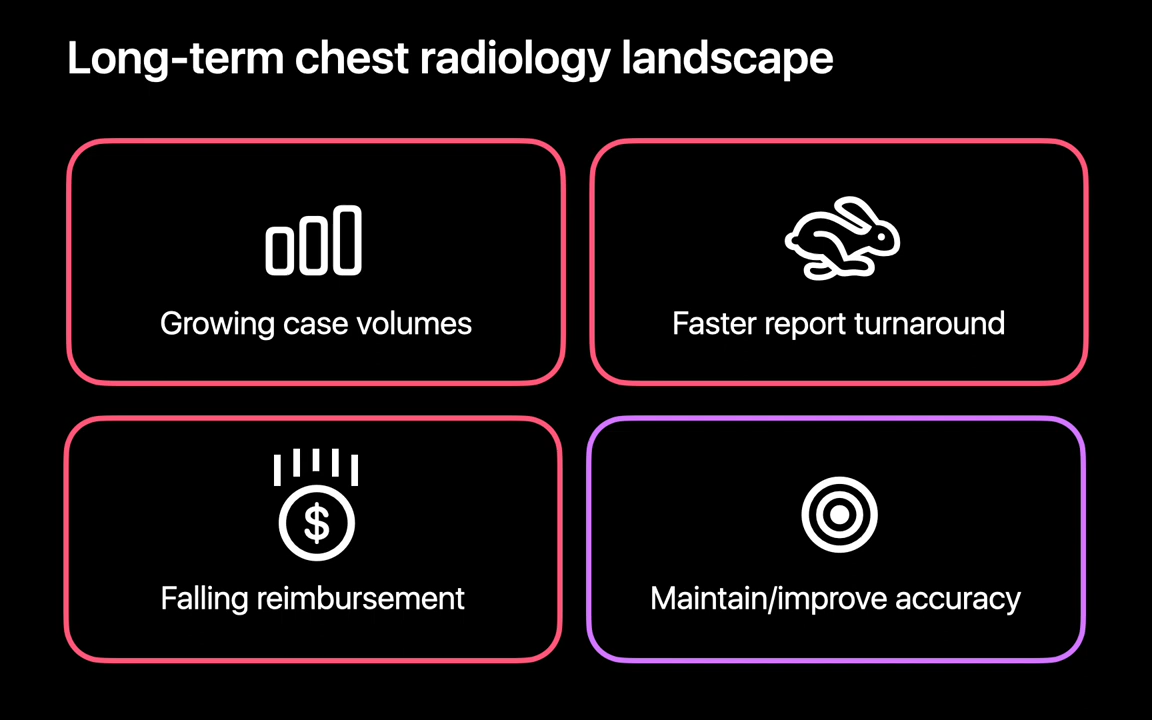 Long-term chest radiology landscape
Growing case volumes
Faster report turnaround
$
Falling reimbursement
Maintain/improve accuracy